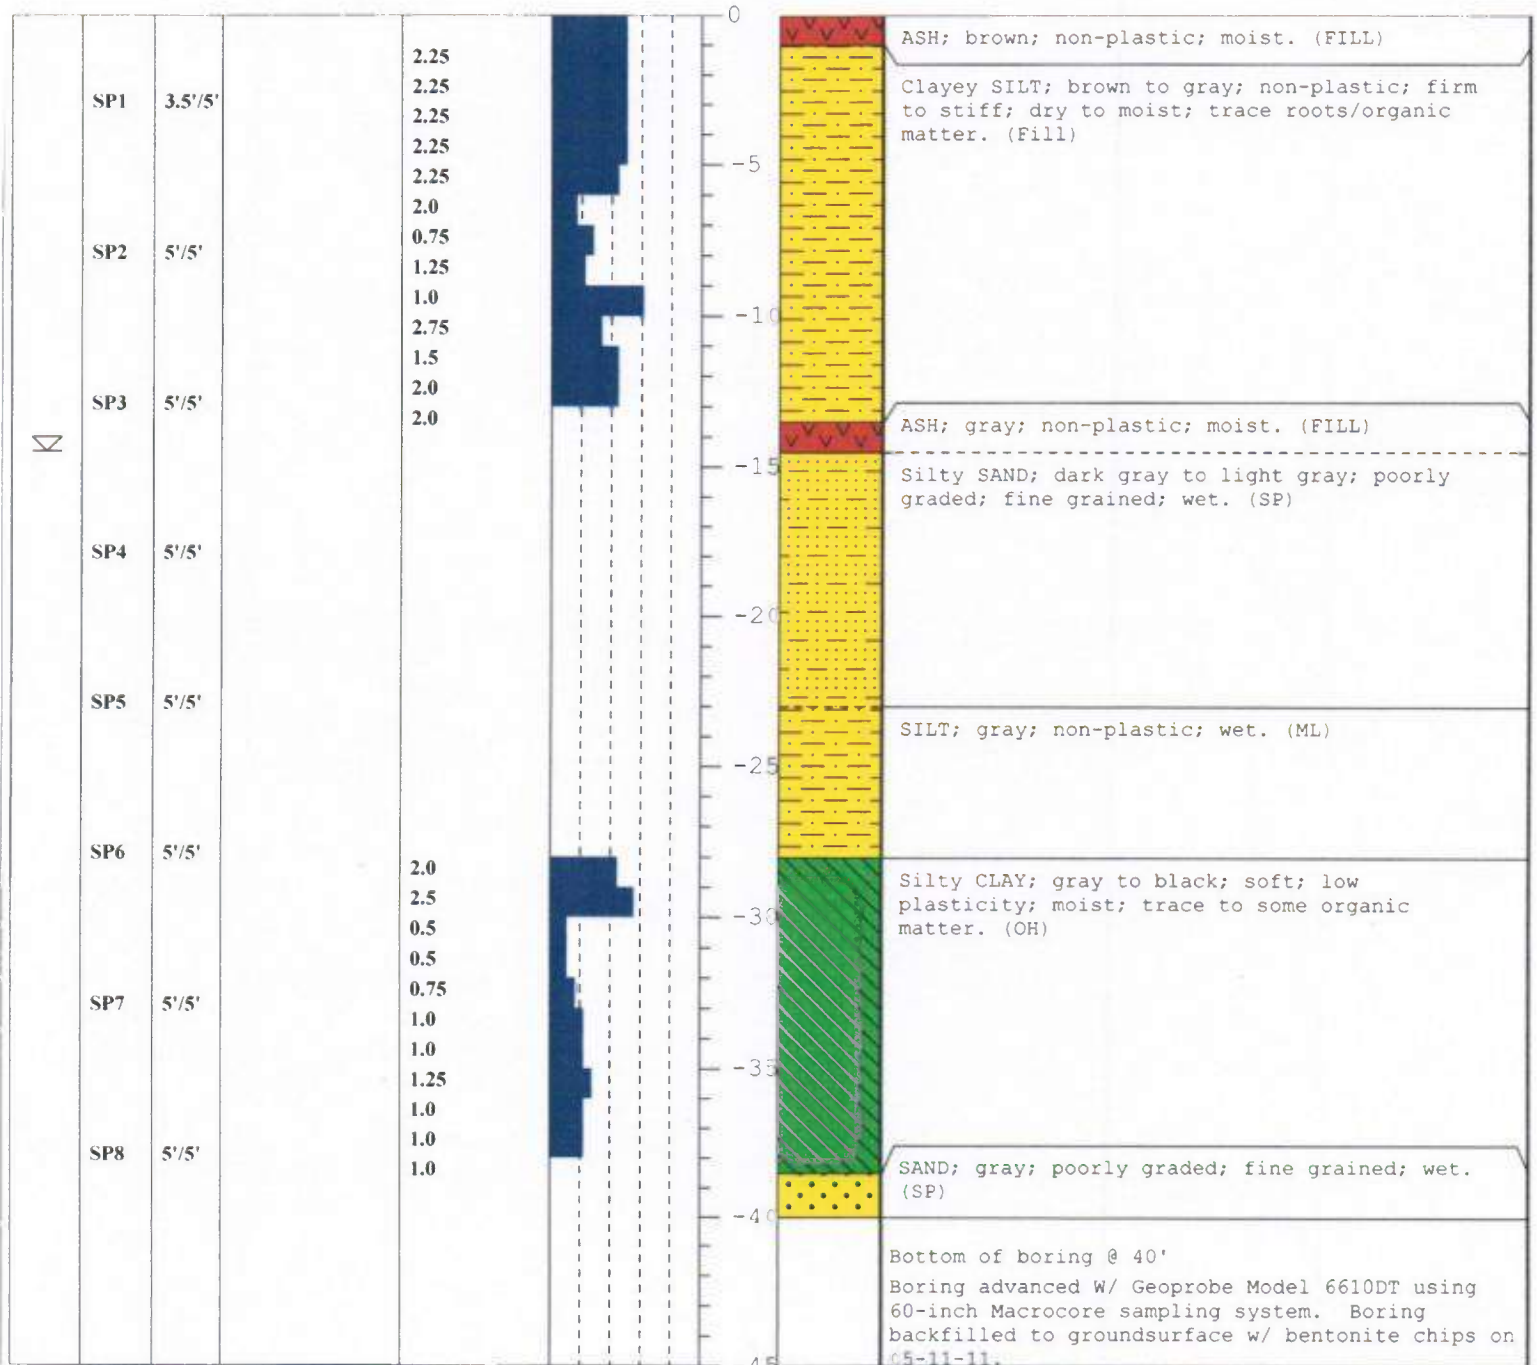 0
ASH; brown; non-plastic; moist. (FILL)
2.25
2.25
SP1 3.5'/5'
2.25
2.25
2.25
Clayey SILT; brown to gray; non-plastic; firm
to stiff; dry to moist; trace roots/organic
matter. (Fill)
-5
2.0
0.75
SP2 5'/5'
1.25
1.0
2.75
-10
1.5
2.0
SP3 5'/5'
2.0
ASH; gray; non-plastic; moist. (FILL)
-15
Silty SAND; dark gray to light gray; poorly
graded; fine grained; wet. (SP)
SP4 5'/5'
-20
SP5 5'/5'
SILT; gray; non-plastic; wet. (ML)
-25
SP6 5'/5'
2.0
2.5
0.5
0.5
0.75
Silty CLAY; gray to black; soft; low
plasticity; moist; trace to some organic
matter. (OH)
-30
SP7 5'/5'
1.0
1.0
1.25
-35
1.0
1.0
SP8 5'/5'
1.0
SAND; gray; poorly graded; fine grained; wet.
(SP)
-40
Bottom of boring @ 40'
Boring advanced W/ Geoprobe Model 6610DT using
60-inch Macrocore sampling system. Boring
backfilled to groundsurface w/ bentonite chips on
05-11-11.